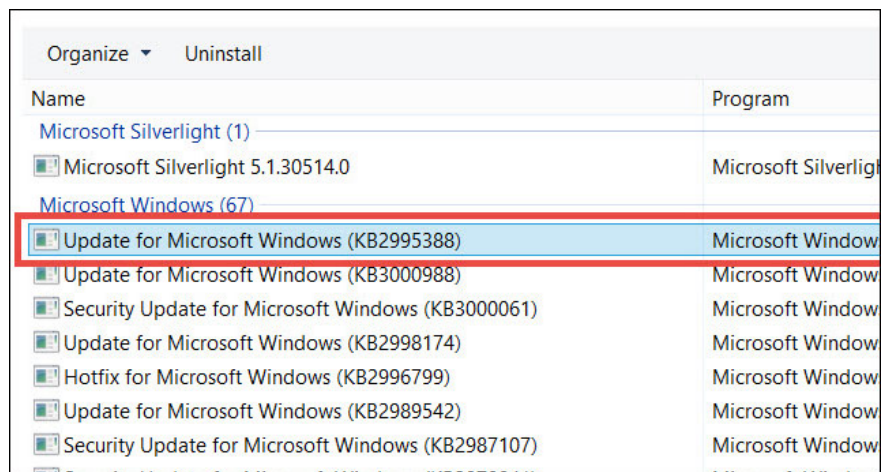 Organize Uninstall
Name Program
Microsoft Silverlight (1)
Microsoft Silverlight 5.1.30514.0 Microsoft Silverligh
Microsoft Windows (67)
Update for Microsoft Windows (KB2995388) Microsoft Window
Update for Microsoft Windows (KB3000988) Microsoft Window
Security Update for Microsoft Windows (KB3000061) Microsoft Window
Update for Microsoft Windows (KB2998174) Microsoft Window
Hotfix for Microsoft Windows (KB2996799) Microsoft Window
Update for Microsoft Windows (KB2989542) Microsoft Window
Security Update for Microsoft Windows (KB2987107) Microsoft Window